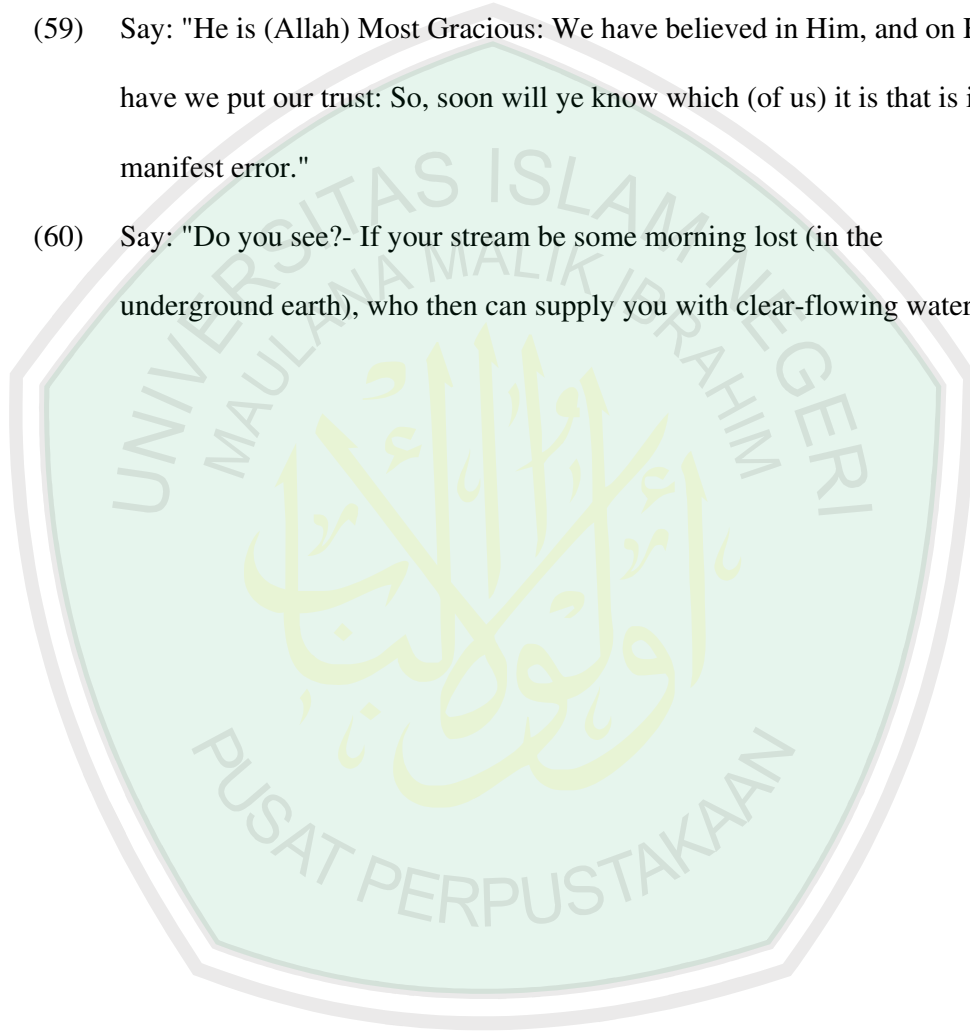 (59) Say: "He is (Allah) Most Gracious: We have believed in Him, and on
have we put our trust: So, soon will ye know which (of us) it is that is
manifest error."
(60) Say: "Do you see?- If your stream be some morning lost (in the
underground earth), who then can supply you with clear-flowing water
UNIVERSITAS ISLAM NEGERI
MAULANA MALIK IBRAHIM
أولو الألباب
PUSAT PERPUSTAKAAN